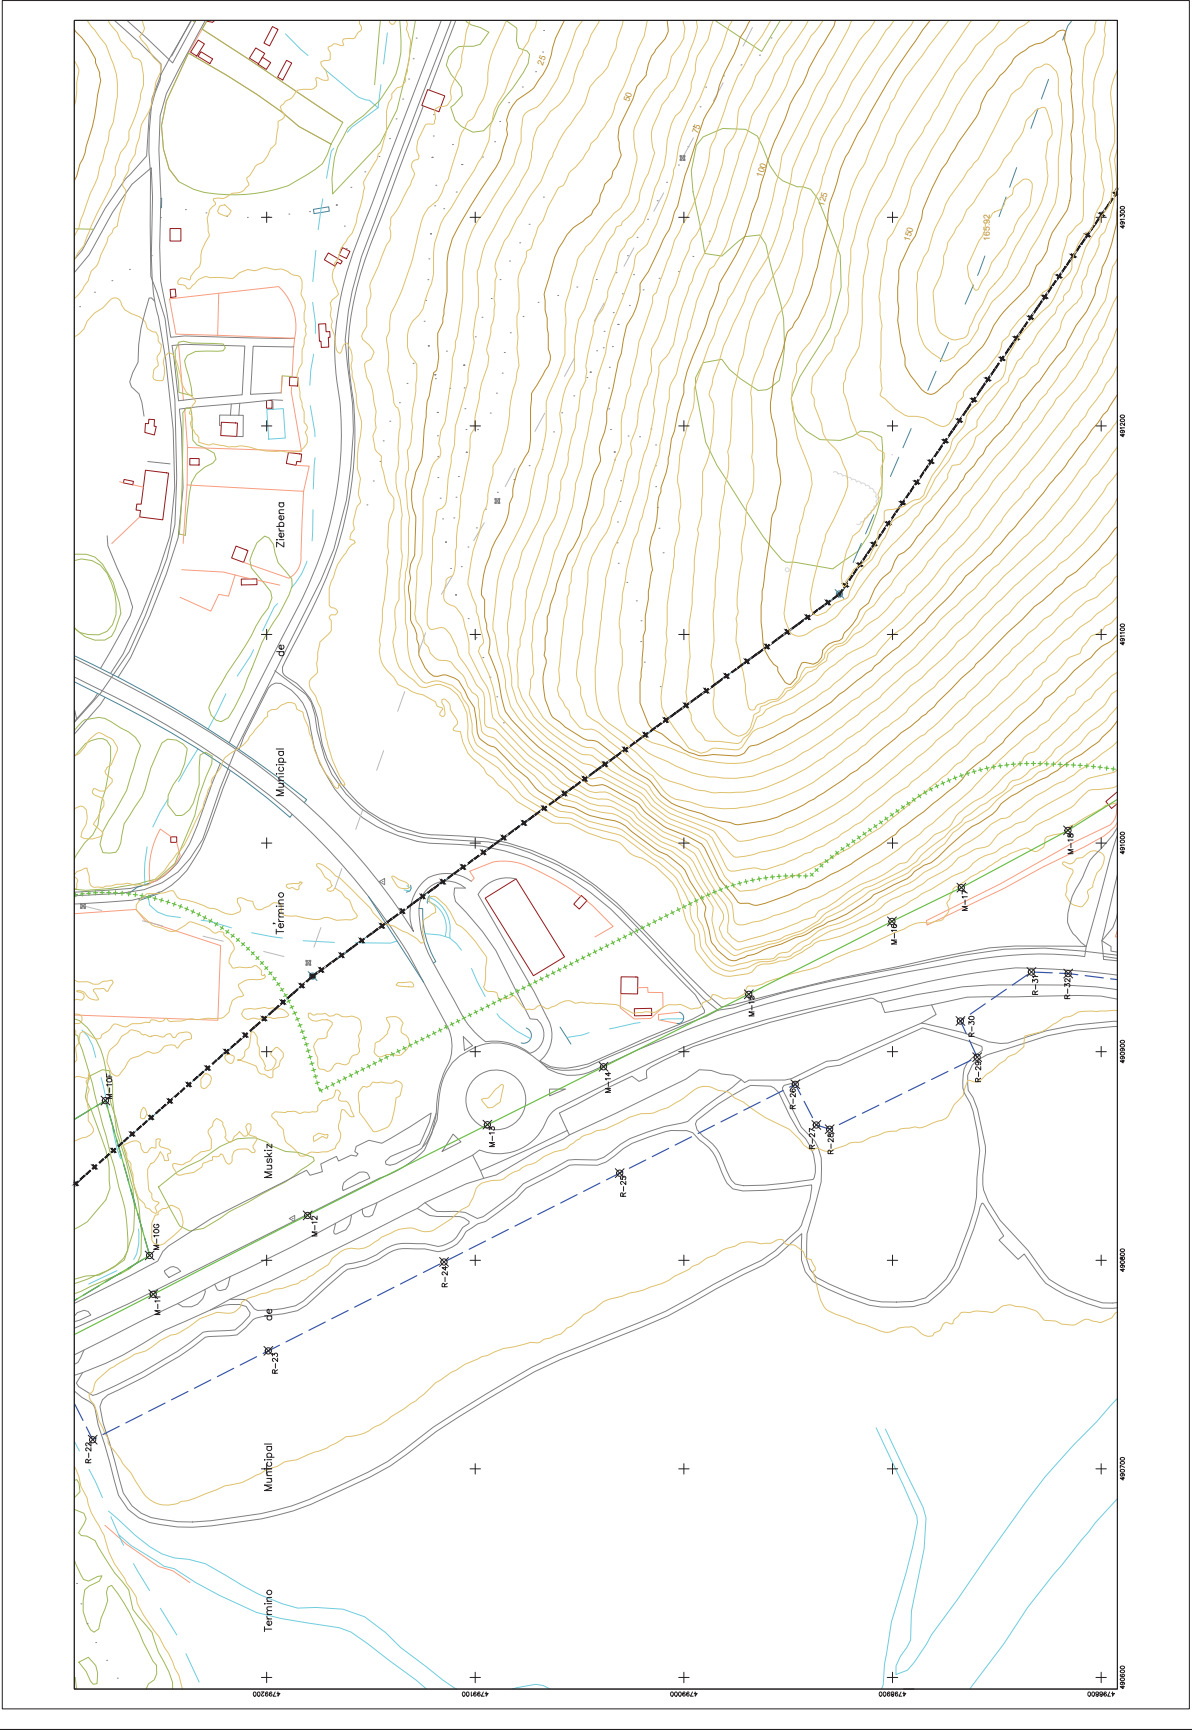 25
50
75
100
125
150
165.92
491300
491200
491100
491000
490900
490800
490700
490600
4799200
4799100
4799000
4798900
4798800
Término Municipal de Zierbena
Termino Municipal de Muskiz
M-10F
M-10G
M-11
M-12
M-13
M-14
M-15
M-16
M-17
M-18
R-22
R-23
R-24
R-25
R-26
R-27
R-28
R-29
R-30
R-31
R-32